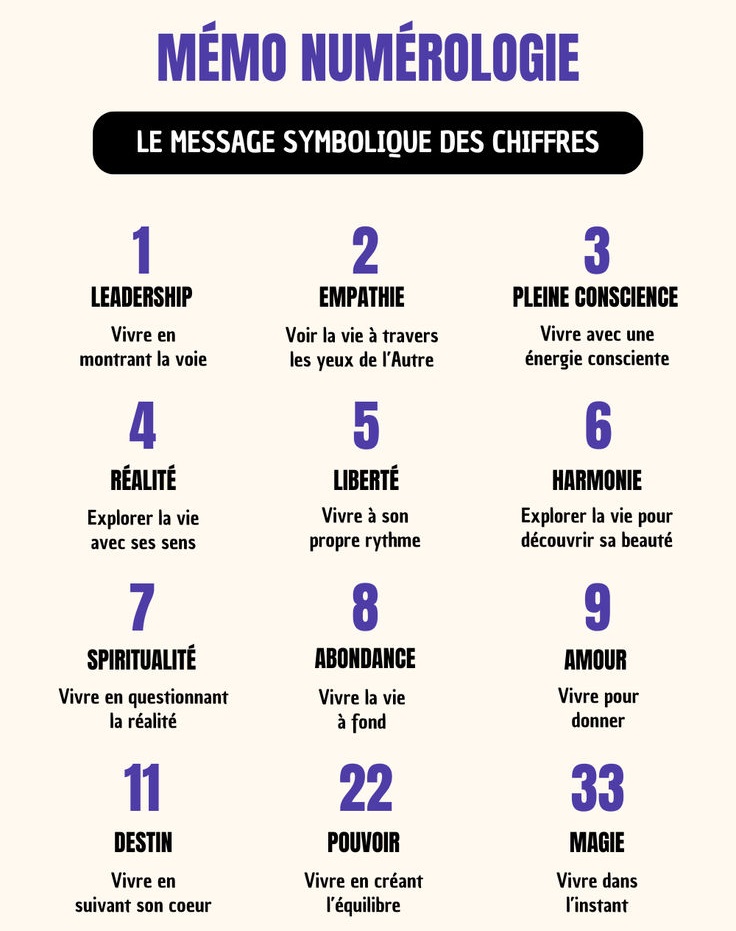 MÉMO NUMÉROLOGIE
LE MESSAGE SYMBOLIQUE DES CHIFFRES
1
LEADERSHIP
Vivre en
montrant la voie
2
EMPATHIE
Voir la vie à travers
les yeux de l'Autre
3
PLEINE CONSCIENCE
Vivre avec une
énergie consciente
4
RÉALITÉ
Explorer la vie
avec ses sens
5
LIBERTÉ
Vivre à son
propre rythme
6
HARMONIE
Explorer la vie pour
découvrir sa beauté
7
SPIRITUALITÉ
Vivre en questionnant
la réalité
8
ABONDANCE
Vivre la vie
à fond
9
AMOUR
Vivre pour
donner
11
DESTIN
Vivre en
suivant son coeur
22
POUVOIR
Vivre en créant
l'équilibre
33
MAGIE
Vivre dans
l'instant